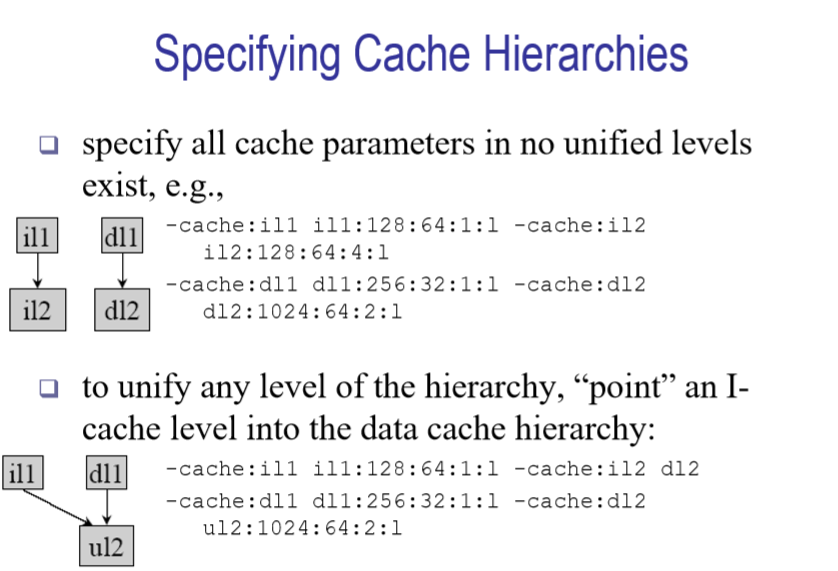 Specifying Cache Hierarchies
specify all cache parameters in no unified levels
exist, e.g.,
il1 dl1
il2 dl2
-cache:il1 il1:128:64:1:l -cache:il2
il2:128:64:4:l
-cache:dl1 dl1:256:32:1:l -cache:dl2
dl2:1024:64:2:l
to unify any level of the hierarchy, “point” an I-
cache level into the data cache hierarchy:
il1 dl1
ul2
-cache:il1 il1:128:64:1:l -cache:il2 dl2
-cache:dl1 dl1:256:32:1:l -cache:dl2
ul2:1024:64:2:l